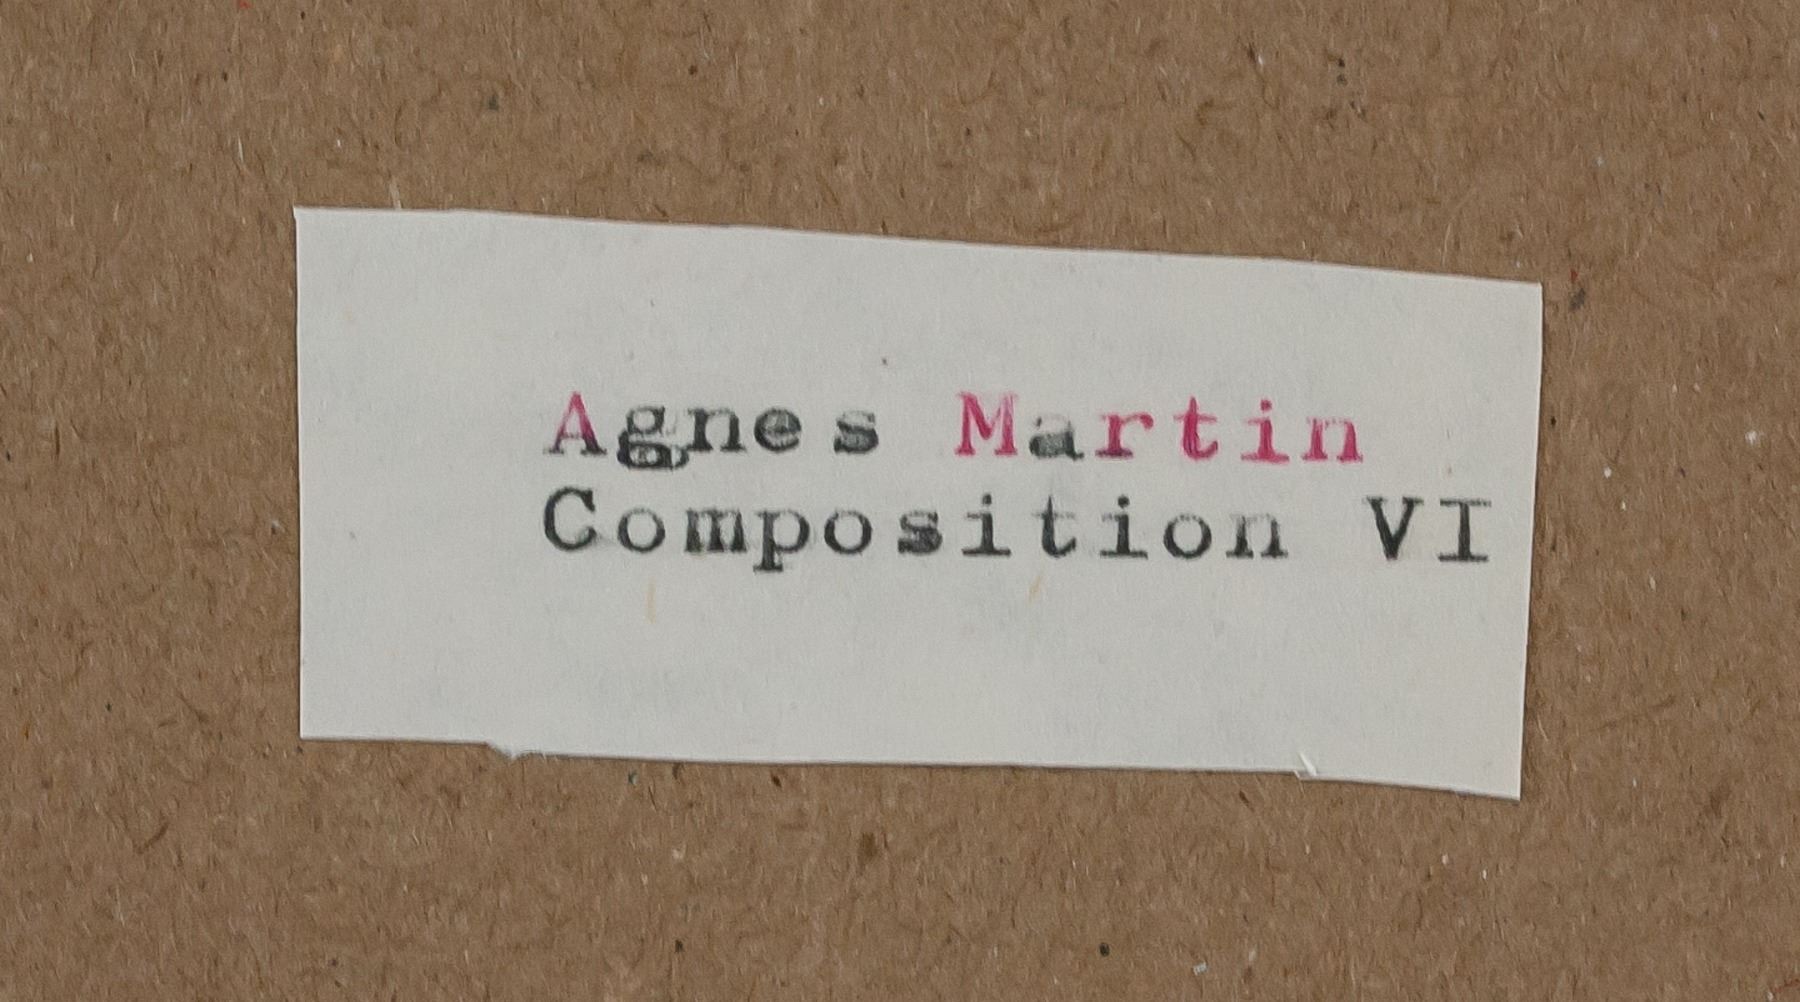 Agnes Martin
Composition VI